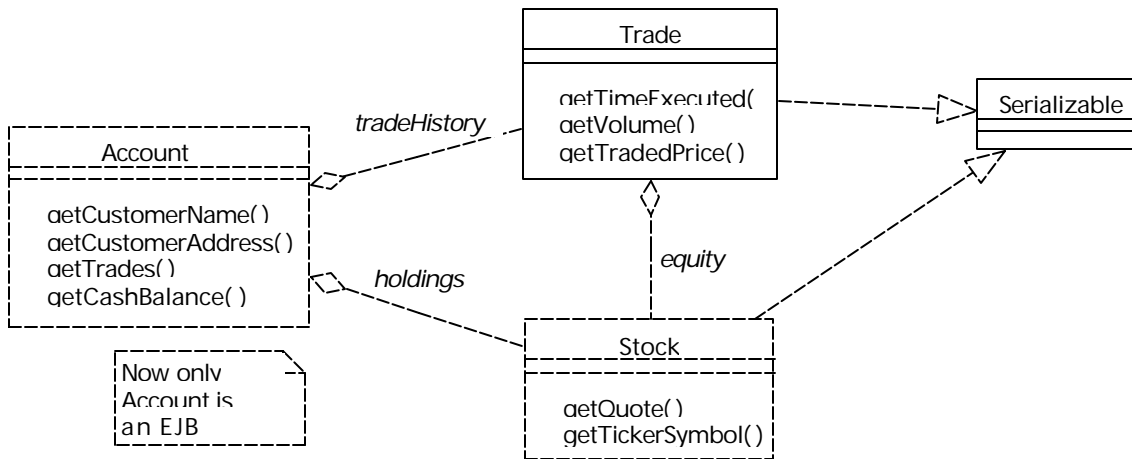 Trade
getTimeExecuted(
getVolume()
getTradedPrice()
Serializable
tradeHistory
Account
getCustomerName()
getCustomerAddress()
getTrades()
getCashBalance()
holdings
equity
Stock
getQuote()
getTickerSymbol()
Now only
Account is
an EJB